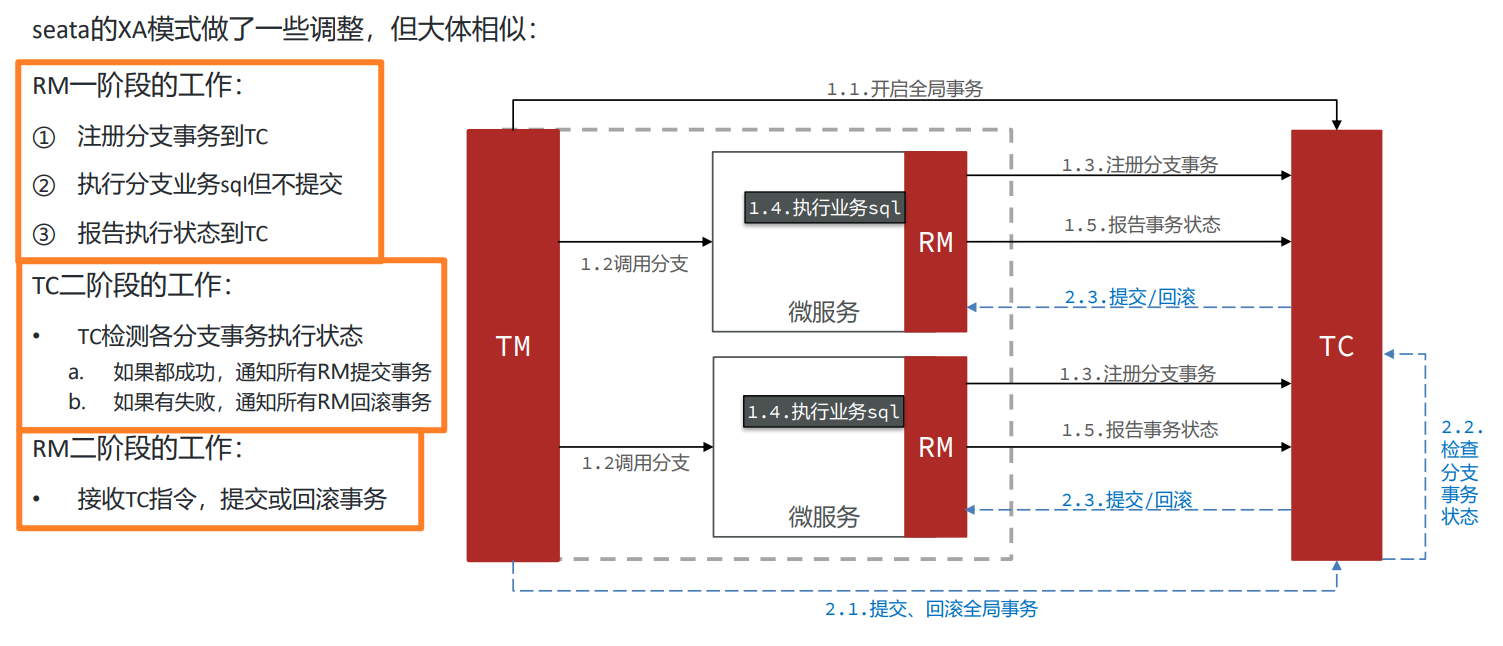 seata的XA模式做了一些调整，但大体相似：
RM一阶段的工作：
① 注册分支事务到TC
② 执行分支业务sql但不提交
③ 报告执行状态到TC
TC二阶段的工作：
• TC检测各分支事务执行状态
a. 如果都成功，通知所有RM提交事务
b. 如果有失败，通知所有RM回滚事务
RM二阶段的工作：
• 接收TC指令，提交或回滚事务
1.1.开启全局事务
TM
1.2调用分支
1.4.执行业务sql
RM
微服务
1.3.注册分支事务
1.5.报告事务状态
2.3.提交/回滚
1.2调用分支
1.4.执行业务sql
RM
微服务
1.3.注册分支事务
1.5.报告事务状态
2.3.提交/回滚
TC
2.2.
检查
分支
事务
状态
2.1.提交、回滚全局事务